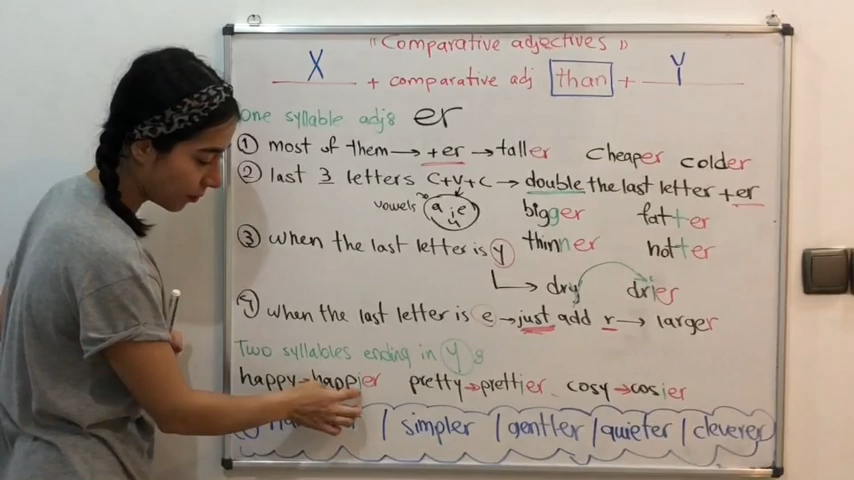 "Comparative adjectives"
X + comparative adj than + Y
One syllable adjs er
① most of them → +er → taller cheaper colder
② last 3 letters C+V+C → double the last letter + er
vowels a i e u bigger fatter
③ when the last letter is y thinner hotter
dry drier
④ when the last letter is e → just add r → larger
Two syllables ending in y :
happy → happier pretty → prettier cosy → cosier
| simpler | gentler | quieter | cleverer